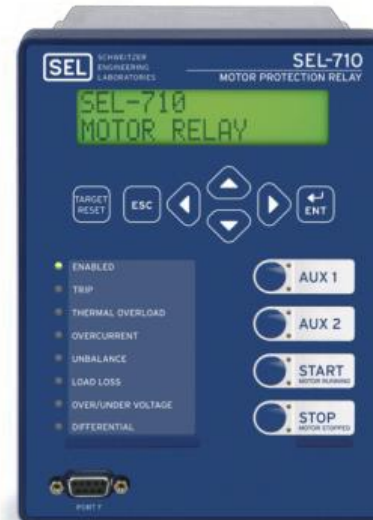 SEL
SCHWEITZER
ENGINEERING
LABORATORIES
SEL-710
MOTOR PROTECTION RELAY
SEL-710
MOTOR RELAY
TARGET
RESET
ESC
ENT
ENABLED
TRIP
THERMAL OVERLOAD
OVERCURRENT
UNBALANCE
LOAD LOSS
OVER/UNDER VOLTAGE
DIFFERENTIAL
AUX 1
AUX 2
START
MOTOR RUNNING
STOP
MOTOR STOPPED
PORT F